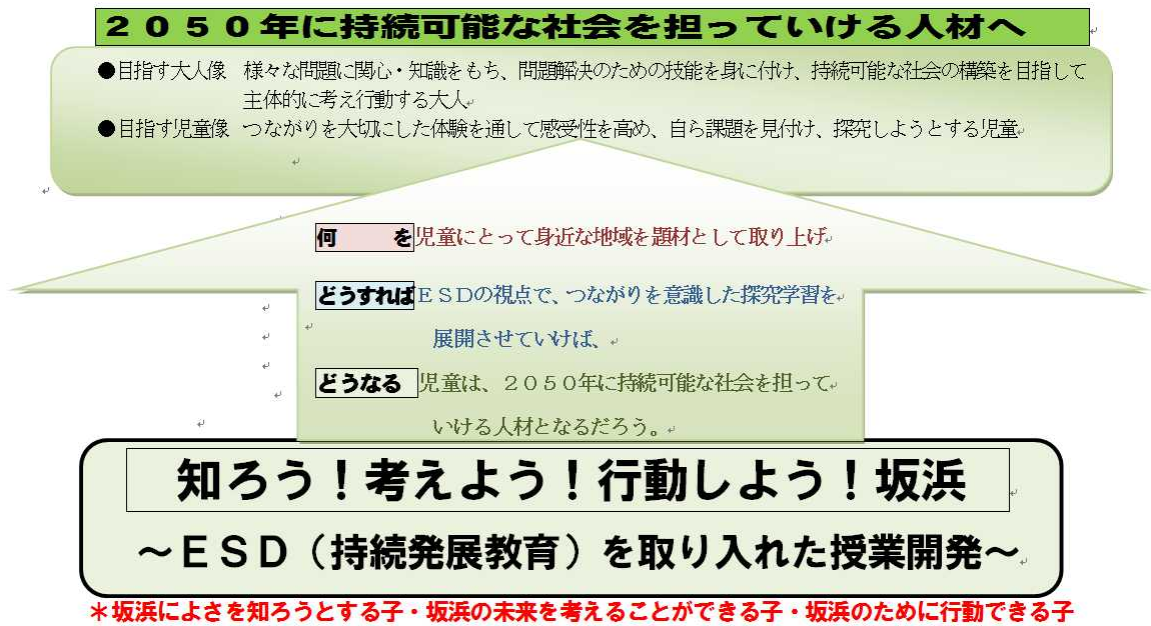 ２０５０年に持続可能な社会を担っていける人材へ
●目指す大人像　様々な問題に関心・知識をもち、問題解決のための技能を身に付け、持続可能な社会の構築を目指して
主体的に考え行動する大人
●目指す児童像　つながりを大切にした体験を通して感受性を高め、自ら課題を見付け、探究しようとする児童
何　　を 児童にとって身近な地域を題材として取り上げ
どうすれば ＥＳＤの視点で、つながりを意識した探究学習を
展開させていけば、
どうなる 児童は、２０５０年に持続可能な社会を担って
いける人材となるだろう。
知ろう！考えよう！行動しよう！坂浜
～ＥＳＤ（持続発展教育）を取り入れた授業開発～
＊坂浜によさを知ろうとする子・坂浜の未来を考えることができる子・坂浜のために行動できる子